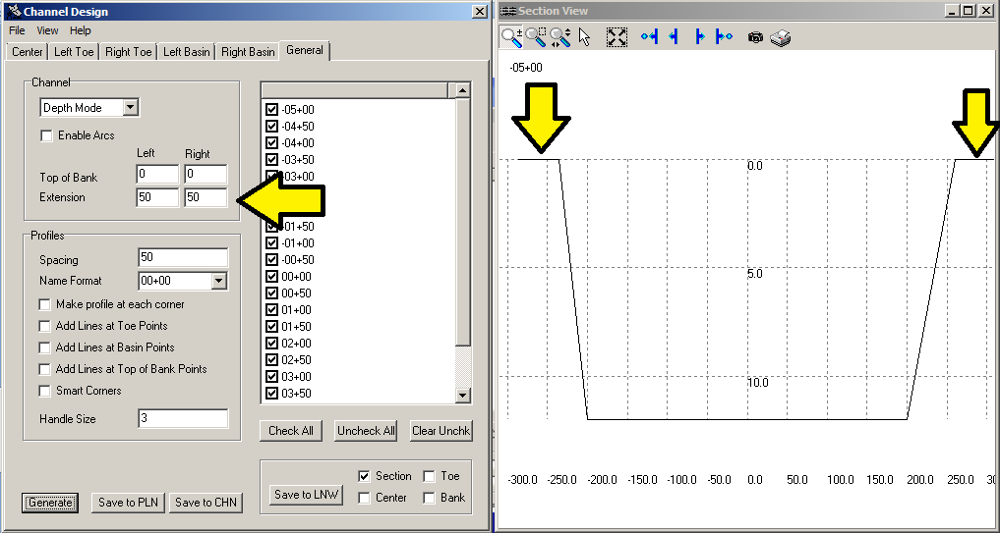 Channel Design
File View Help
Center Left Toe Right Toe Left Basin Right Basin General
Channel
Depth Mode
Enable Arcs
Left Right
Top of Bank 0 0
Extension 50 50
Profiles
Spacing 50
Name Format 00+00
Make profile at each corner
Add Lines at Toe Points
Add Lines at Basin Points
Add Lines at Top of Bank Points
Smart Corners
Handle Size 3
Generate Save to PLN Save to CHN
-05+00
-04+50
-04+00
-03+50
-03+00
-01+50
-01+00
-00+50
00+00
00+50
01+00
01+50
02+00
02+50
03+00
03+50
Check All Uncheck All Clear Unchk
Save to LNW
Section Toe
Center Bank
Section View
-05+00
0.0
5.0
10.0
-300.0 -250.0 -200.0 -150.0 -100.0 -50.0 0.0 50.0 100.0 150.0 200.0 250.0